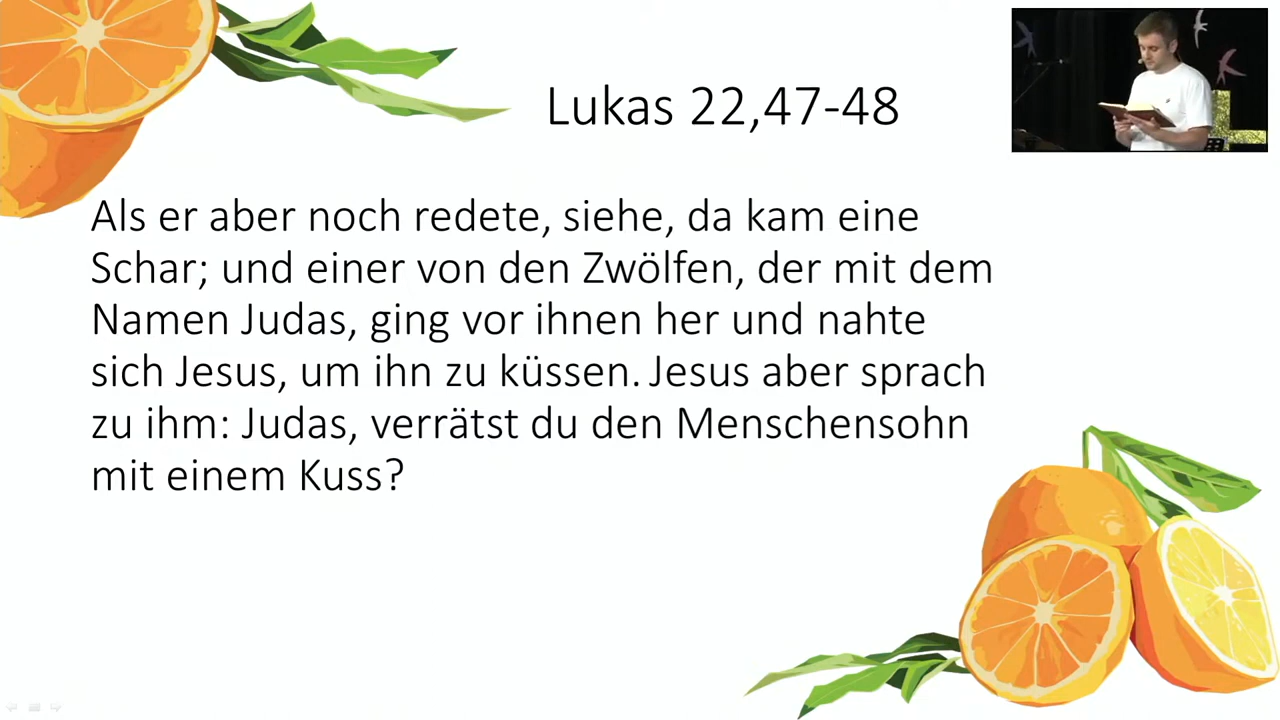 Lukas 22,47-48
Als er aber noch redete, siehe, da kam eine
Schar; und einer von den Zwölfen, der mit dem
Namen Judas, ging vor ihnen her und nahte
sich Jesus, um ihn zu küssen. Jesus aber sprach
zu ihm: Judas, verrätst du den Menschensohn
mit einem Kuss?